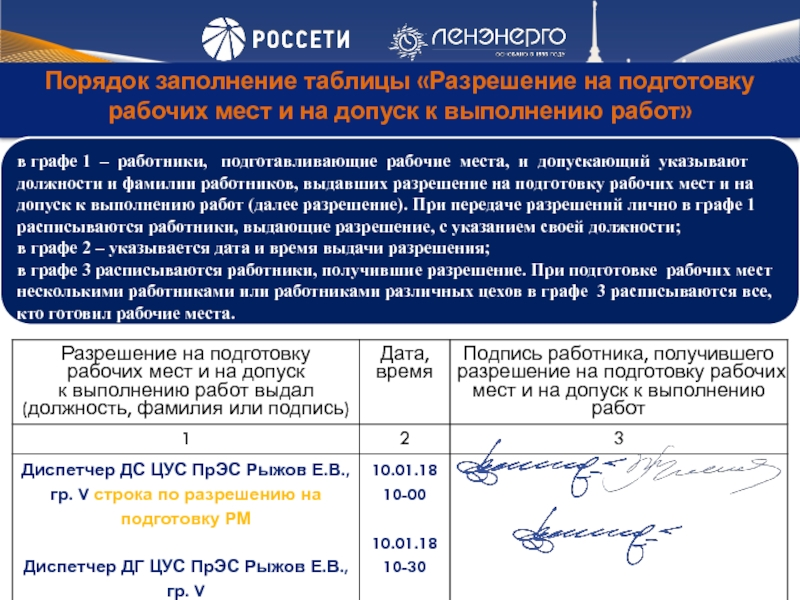 РОССЕТИ
ЛЕНЭНЕРГО
ОСНОВАНО В 1886 ГОДУ
Порядок заполнение таблицы «Разрешение на подготовку
рабочих мест и на допуск к выполнению работ»
в графе 1 – работники, подготавливающие рабочие места, и допускающий указывают
должности и фамилии работников, выдавших разрешение на подготовку рабочих мест и на
допуск к выполнению работ (далее разрешение). При передаче разрешений лично в графе 1
расписываются работники, выдающие разрешение, с указанием своей должности;
в графе 2 – указывается дата и время выдачи разрешения;
в графе 3 расписываются работники, получившие разрешение. При подготовке рабочих мест
несколькими работниками или работниками различных цехов в графе 3 расписываются все,
кто готовил рабочие места.
Разрешение на подготовку
рабочих мест и на допуск
к выполнению работ выдал
(должность, фамилия или подпись)
Дата,
время
Подпись работника, получившего
разрешение на подготовку рабочих
мест и на допуск к выполнению
работ
1
2
3
Диспетчер ДС ЦУС ПрЭС Рыжов Е.В.,
гр. V строка по разрешению на
подготовку РМ
10.01.18
10-00
Диспетчер ДГ ЦУС ПрЭС Рыжов Е.В.,
гр. V
10.01.18
10-30